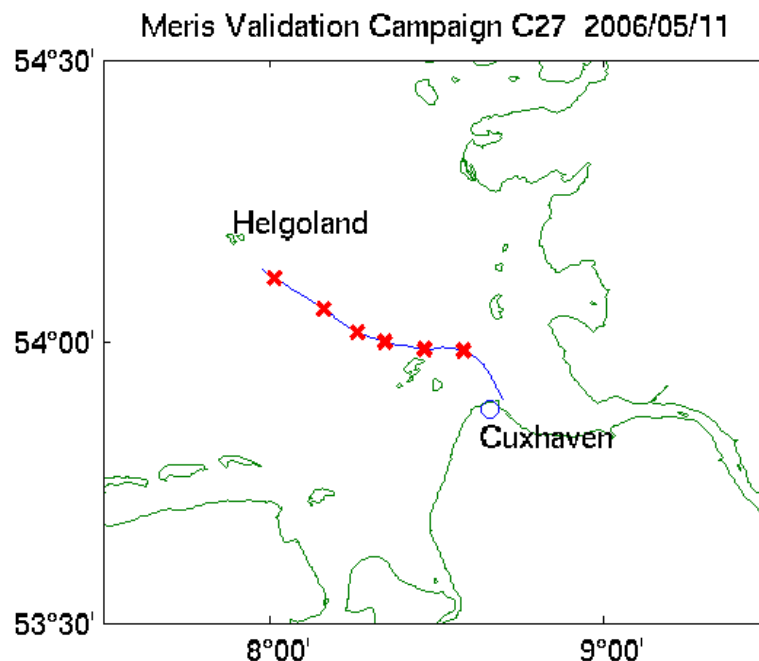 Meris Validation Campaign C27 2006/05/11
54°30'
Helgoland
54°00'
Cuxhaven
53°30'
8°00'
9°00'